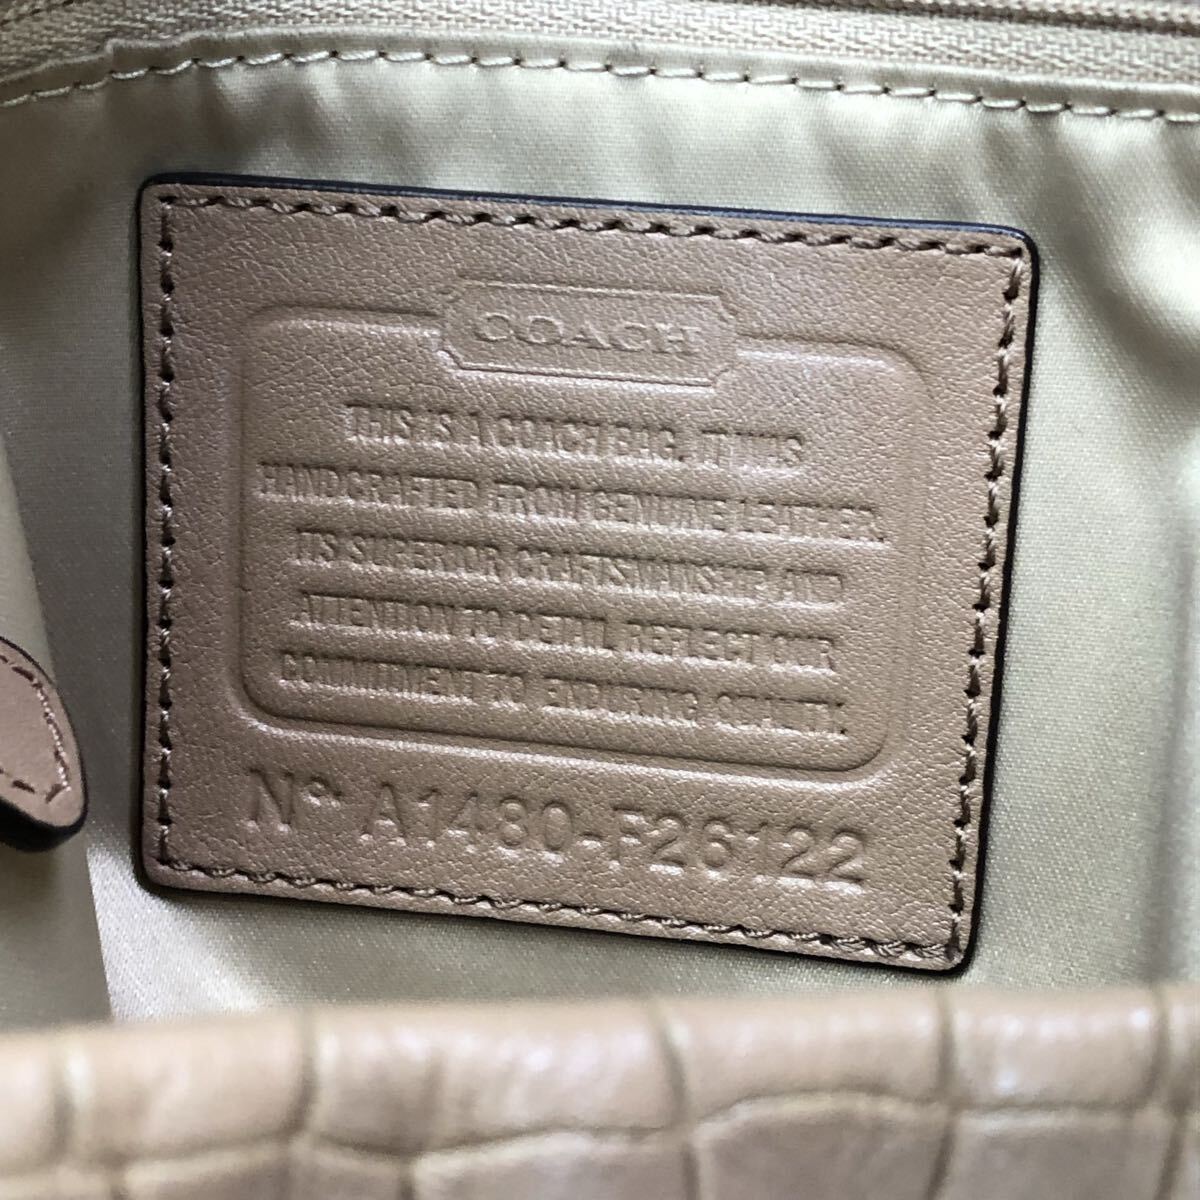 COACH
THIS IS A COACH BAG. IT WAS
HANDCRAFTED FROM GENUINE LEATHER.
ITS SUPERIOR CRAFTSMANSHIP AND
ATTENTION TO DETAIL REFLECT OUR
COMMITMENT TO ENDURING QUALITY.
No A1480-F26122